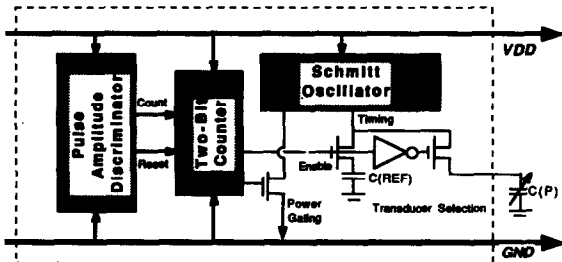 VDD
Schmitt
Oscillator
Pulse
Amplitude
Discriminator
Count
Reset
Two-Bit
Counter
Timing
Enable
C(REF)
Power
Gating
Transducer Selection
C(P)
GND